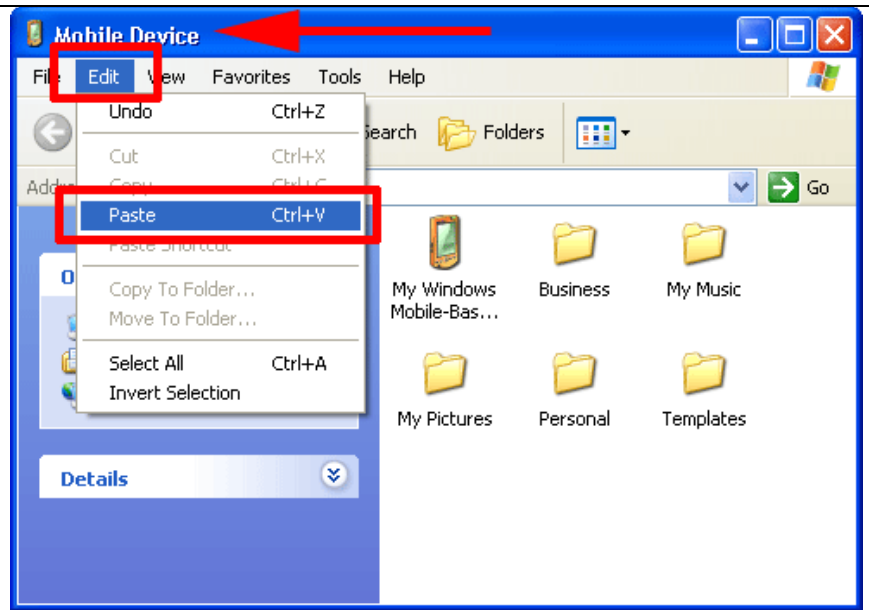 Mobile Device
File Edit View Favorites Tools Help
Undo Ctrl+Z
Search Folders
Cut Ctrl+X
Copy Ctrl+C
Go
Paste Ctrl+V
Paste Shortcut
Copy To Folder...
Move To Folder...
Select All Ctrl+A
Invert Selection
My Windows Mobile-Bas...
Business
My Music
My Pictures
Personal
Templates
Details